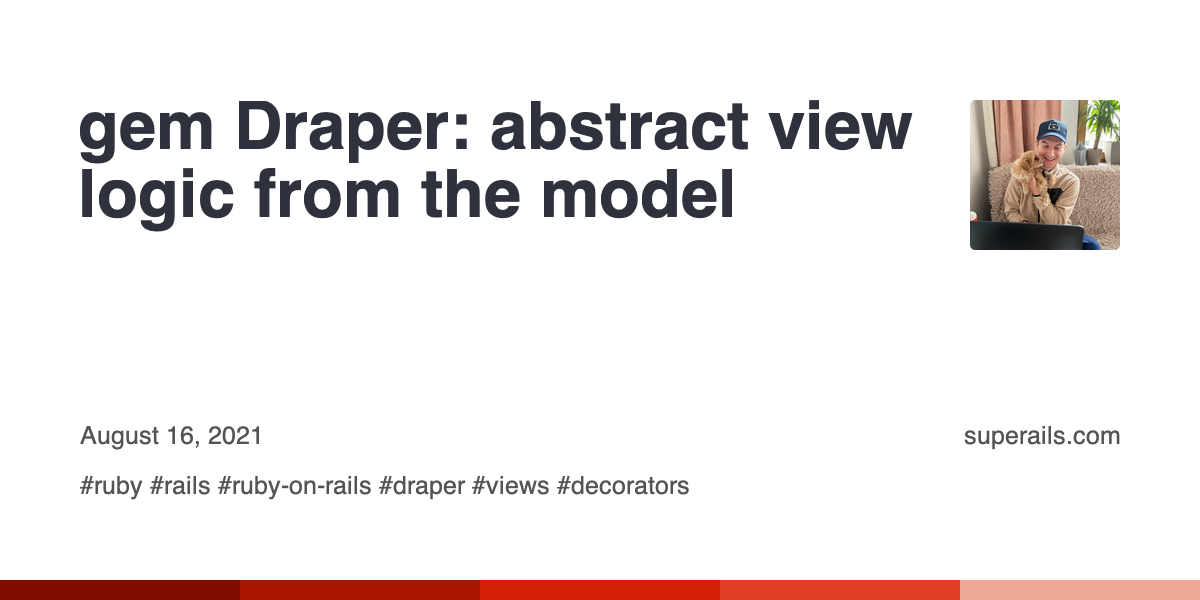 gem Draper: abstract view
logic from the model
August 16, 2021
superails.com
#ruby #rails #ruby-on-rails #draper #views #decorators